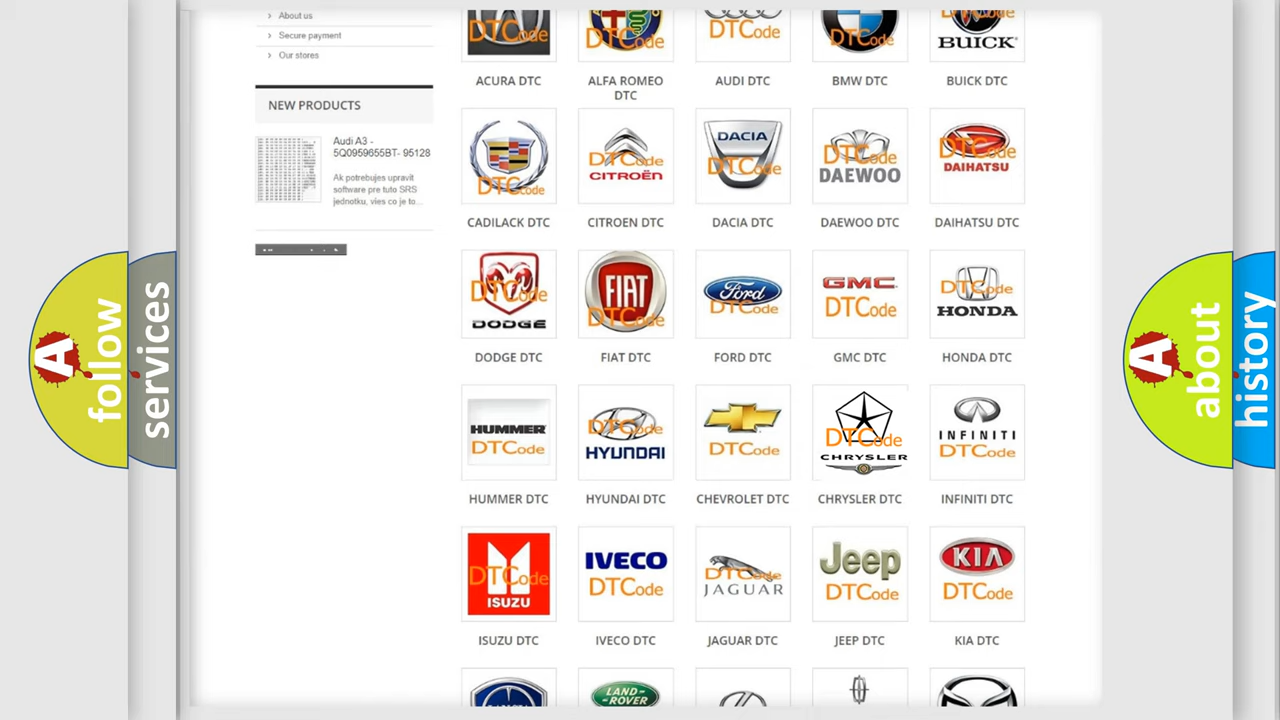 About us
Secure payment
Our stores
NEW PRODUCTS
Audi A3 -
5Q0959655BT- 95128
Ak potrebujes upravit
software pre tuto SRS
jednotku, vies co je to...
DTCode
DTCode
DTCode
DTCode
BUICK
ACURA DTC
ALFA ROMEO
DTC
AUDI DTC
BMW DTC
BUICK DTC
DTCode
DTCode
CITROËN
DACIA
DTCode
DTCode
DAEWOO
DTCode
DAIHATSU
CADILACK DTC
CITROEN DTC
DACIA DTC
DAEWOO DTC
DAIHATSU DTC
DTCode
DODGE
FIAT
DTCode
Ford
DTCode
GMC
DTCode
DTCode
HONDA
DODGE DTC
FIAT DTC
FORD DTC
GMC DTC
HONDA DTC
HUMMER
DTCode
DTCode
HYUNDAI
DTCode
DTCode
CHRYSLER
INFINITI
DTCode
HUMMER DTC
HYUNDAI DTC
CHEVROLET DTC
CHRYSLER DTC
INFINITI DTC
DTCode
ISUZU
IVECO
DTCode
DTCode
JAGUAR
Jeep
DTCode
KIA
DTCode
ISUZU DTC
IVECO DTC
JAGUAR DTC
JEEP DTC
KIA DTC
LAND-
ROVER
A
follow
services
A
about
history